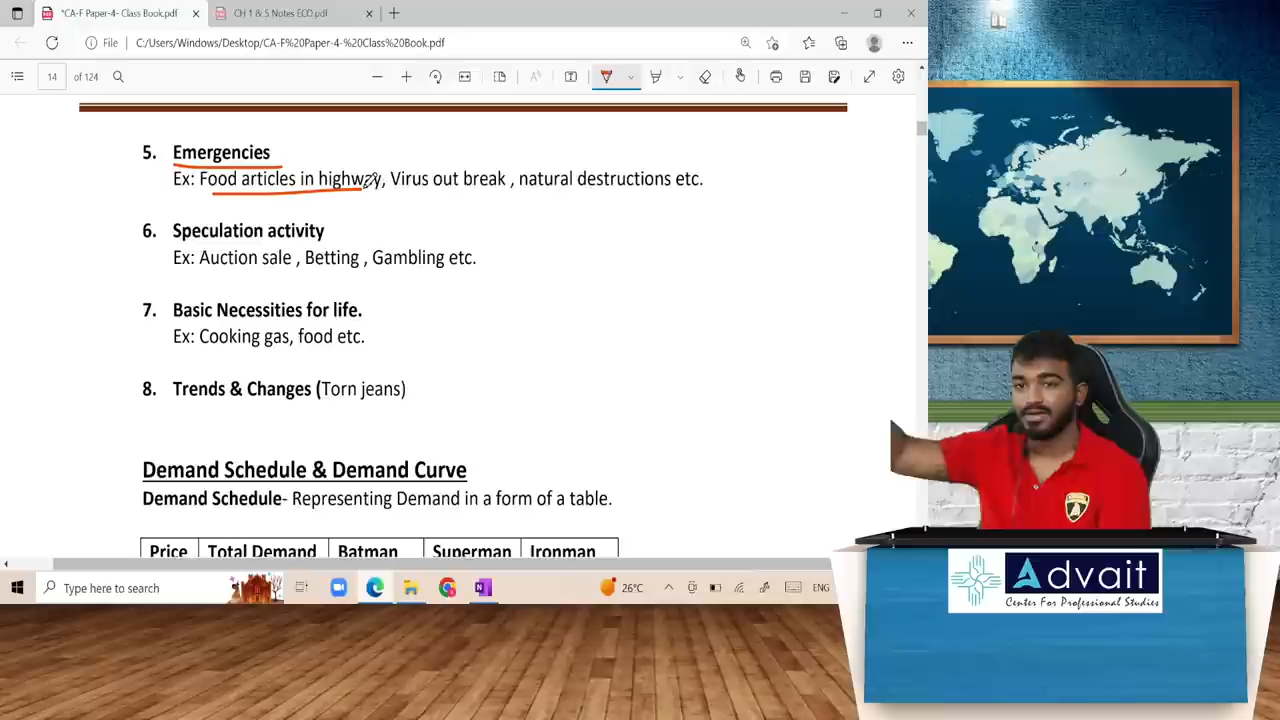 *CA-F Paper-4- Class Book.pdf
CH 1 & 5 Notes ECO.pdf
File
C:/Users/Windows/Desktop/CA-F%20Paper-4-%20Class%20Book.pdf
14 of 124
5. Emergencies
Ex: Food articles in highway, Virus out break , natural destructions etc.
6. Speculation activity
Ex: Auction sale , Betting , Gambling etc.
7. Basic Necessities for life.
Ex: Cooking gas, food etc.
8. Trends & Changes (Torn jeans)
Demand Schedule & Demand Curve
Demand Schedule- Representing Demand in a form of a table.
Price Total Demand Batman Superman Ironman
Type here to search
26°C
ENG
Advait
Center For Professional Studies